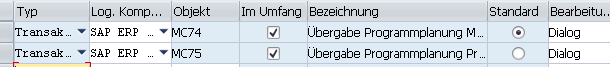 Typ Log. Komp... Objekt Im Umfang Bezeichnung Standard Bearbeitu...
Transak... SAP ERP ... MC74 Übergabe Programmplanung M... Dialog
Transak... SAP ERP ... MC75 Übergabe Programmplanung Pr... Dialog